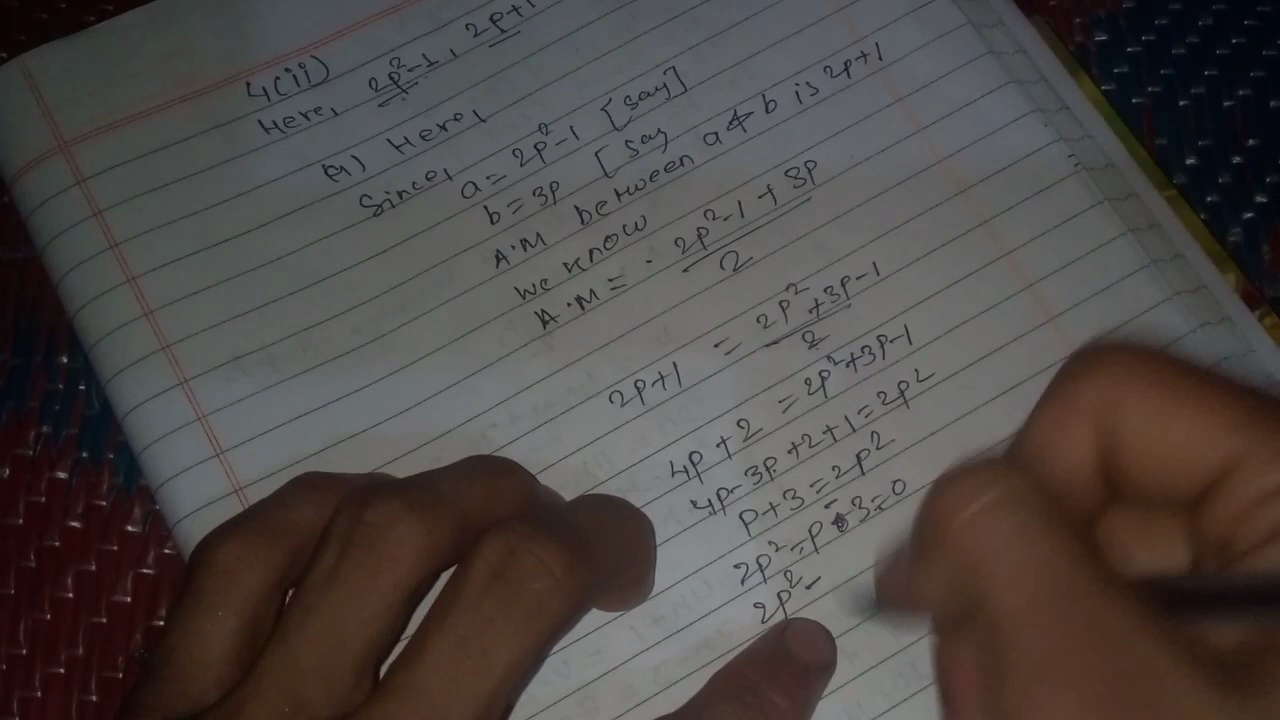 4(ii)
Here, 2p²-1, 2p+1
(a) Here,
Since,
a = 2p²-1 [say]
b = 3p [say
A.M between a & b is 2p+1
we know
A.M = 2p²-1+3p / 2
2p+1 = 2p²+3p-1 / 2
4p+2 = 2p²+3p-1
4p-3p+2+1 = 2p²
p+3 = 2p²
2p²-p-3=0
2p²-